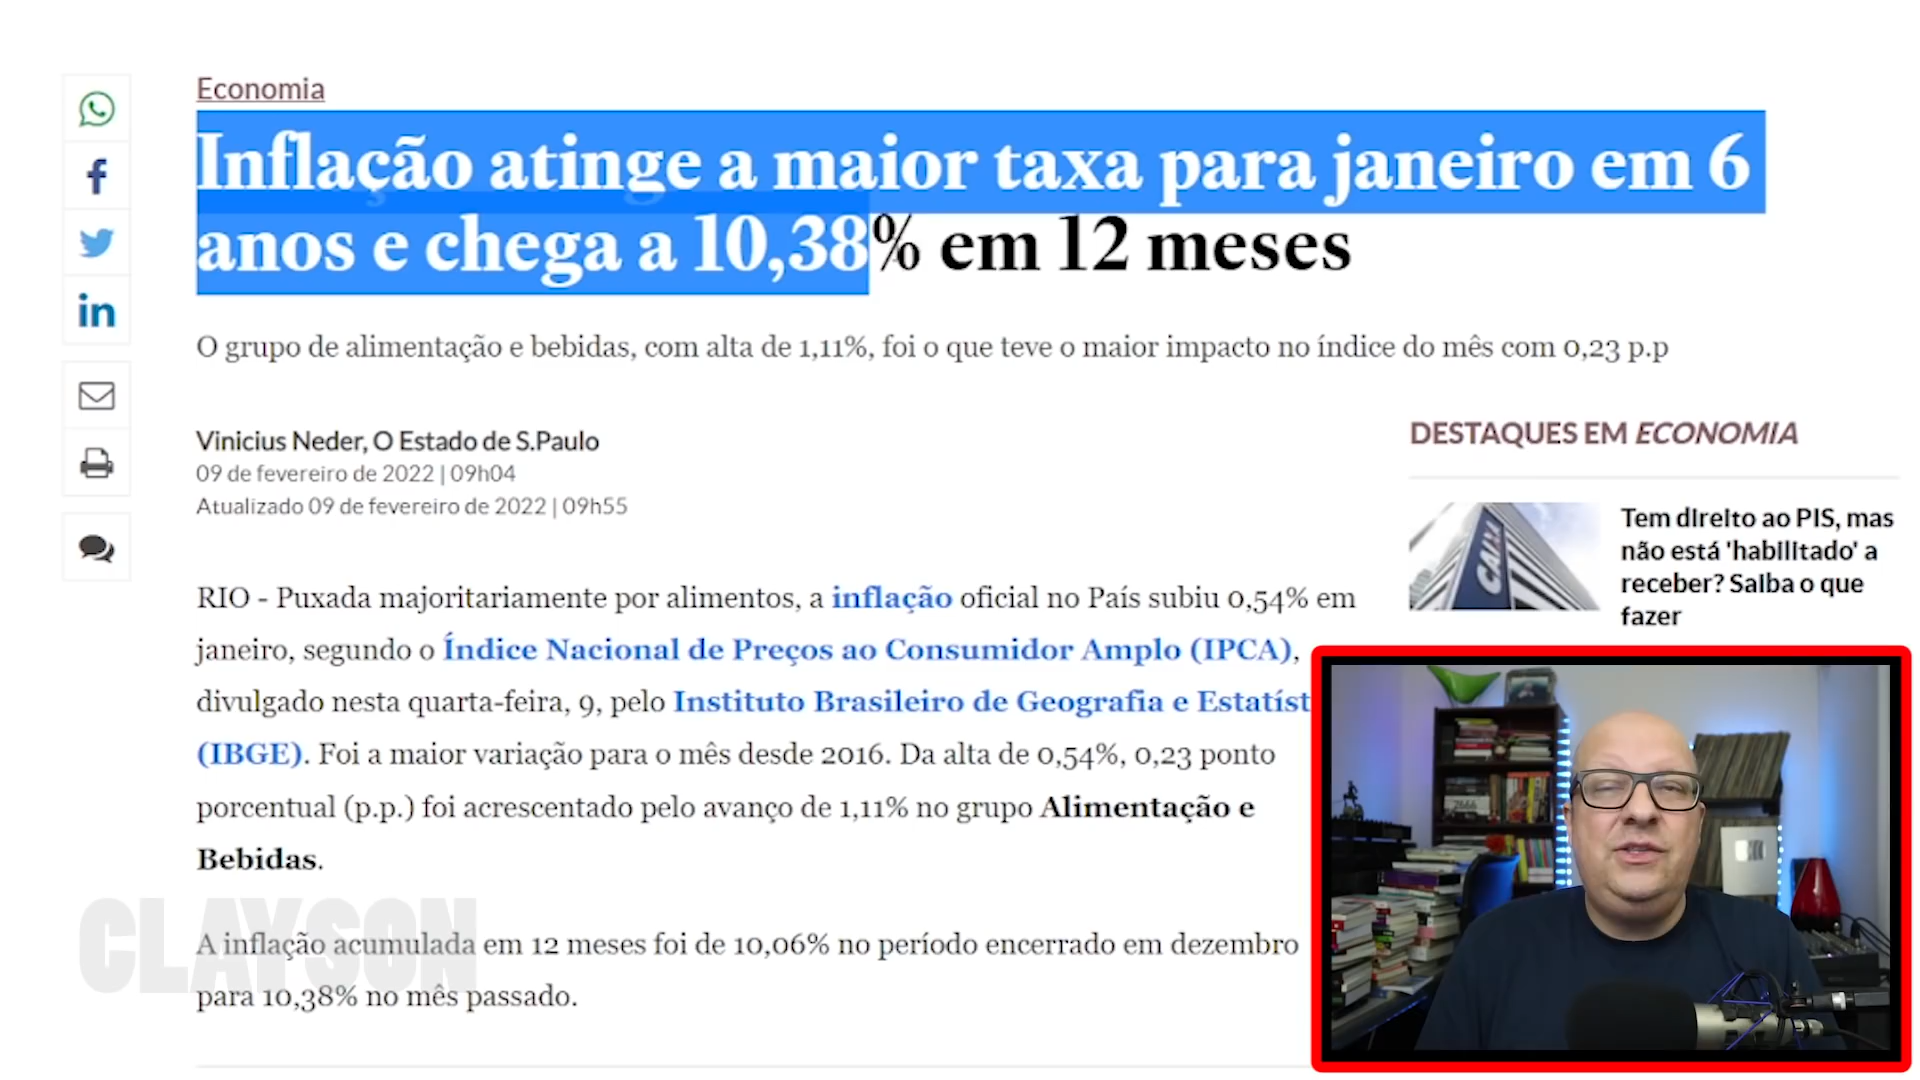 Economia
Inflação atinge a maior taxa para janeiro em 6
anos e chega a 10,38% em 12 meses
O grupo de alimentação e bebidas, com alta de 1,11%, foi o que teve o maior impacto no índice do mês com 0,23 p.p
Vinicius Neder, O Estado de S.Paulo
09 de fevereiro de 2022 | 09h04
Atualizado 09 de fevereiro de 2022 | 09h55
RIO - Puxada majoritariamente por alimentos, a inflação oficial no País subiu 0,54% em
janeiro, segundo o Índice Nacional de Preços ao Consumidor Amplo (IPCA),
divulgado nesta quarta-feira, 9, pelo Instituto Brasileiro de Geografia e Estatíst
(IBGE). Foi a maior variação para o mês desde 2016. Da alta de 0,54%, 0,23 ponto
porcentual (p.p.) foi acrescentado pelo avanço de 1,11% no grupo Alimentação e
Bebidas.
A inflação acumulada em 12 meses foi de 10,06% no período encerrado em dezembro
para 10,38% no mês passado.
CLAYSON
DESTAQUES EM ECONOMIA
CAIXA
Tem direito ao PIS, mas
não está 'habilitado' a
receber? Saiba o que
fazer
2666